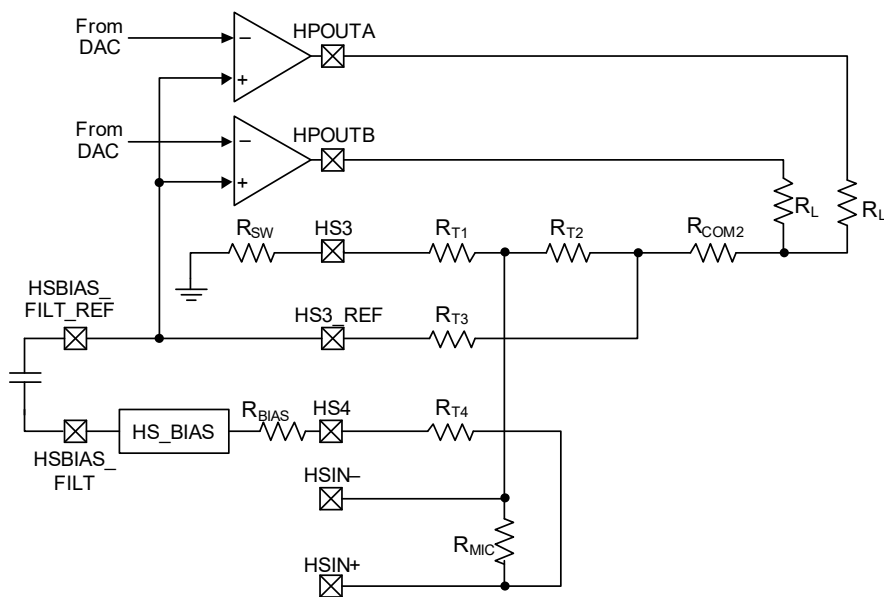 From
DAC
−
+
HPOUTA
From
DAC
−
+
HPOUTB
RL
RL
RSW
HS3
RT1
RT2
RCOM2
HSBIAS_
FILT_REF
HS3_REF
RT3
HS_BIAS
RBIAS
HS4
RT4
HSBIAS_
FILT
HSIN−
RMIC
HSIN+